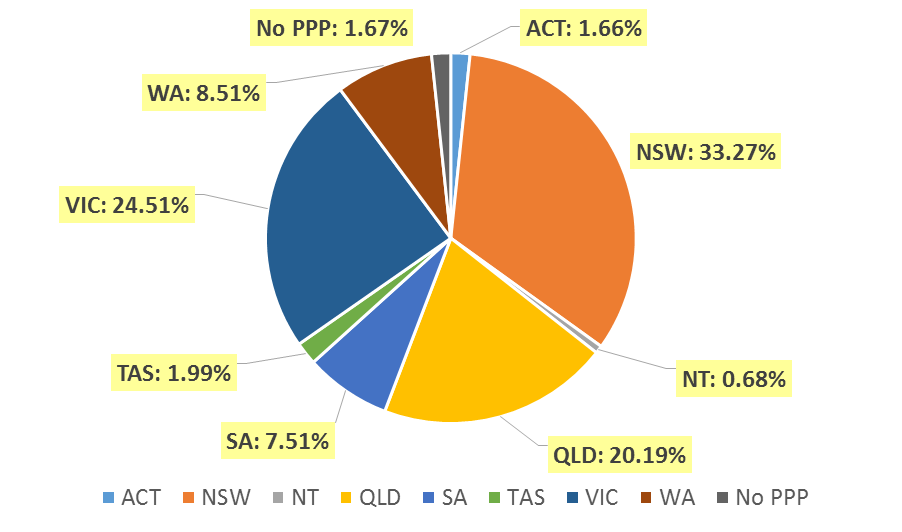 No PPP: 1.67%
ACT: 1.66%
WA: 8.51%
NSW: 33.27%
VIC: 24.51%
TAS: 1.99%
NT: 0.68%
SA: 7.51%
QLD: 20.19%
ACT NSW NT QLD SA TAS VIC WA No PPP